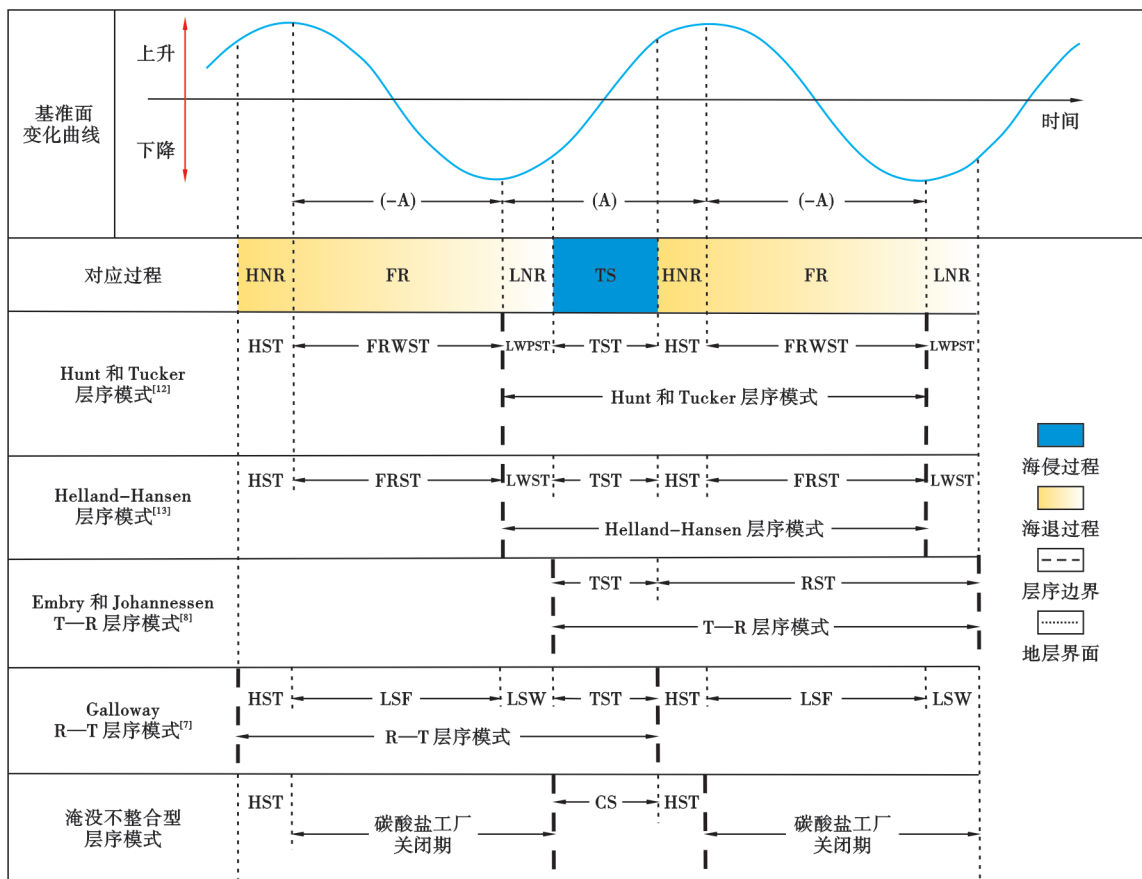 基准面
变化曲线
上升
下降
时间
(-A) (A) (-A)
对应过程
HNR FR LNR TS HNR FR LNR
Hunt 和 Tucker
层序模式[12]
HST FRWST LWPST TST HST FRWST LWPST
Hunt 和 Tucker 层序模式
Helland-Hansen
层序模式[13]
HST FRST LWST TST HST FRST LWST
Helland-Hansen 层序模式
Embry 和 Johannessen
T—R 层序模式[8]
TST RST
T—R 层序模式
Galloway
R—T 层序模式[7]
HST LSF LSW TST HST LSF LSW
R—T 层序模式
淹没不整合型
层序模式
HST CS HST
碳酸盐工厂
关闭期
碳酸盐工厂
关闭期
海侵过程
海退过程
层序边界
地层界面